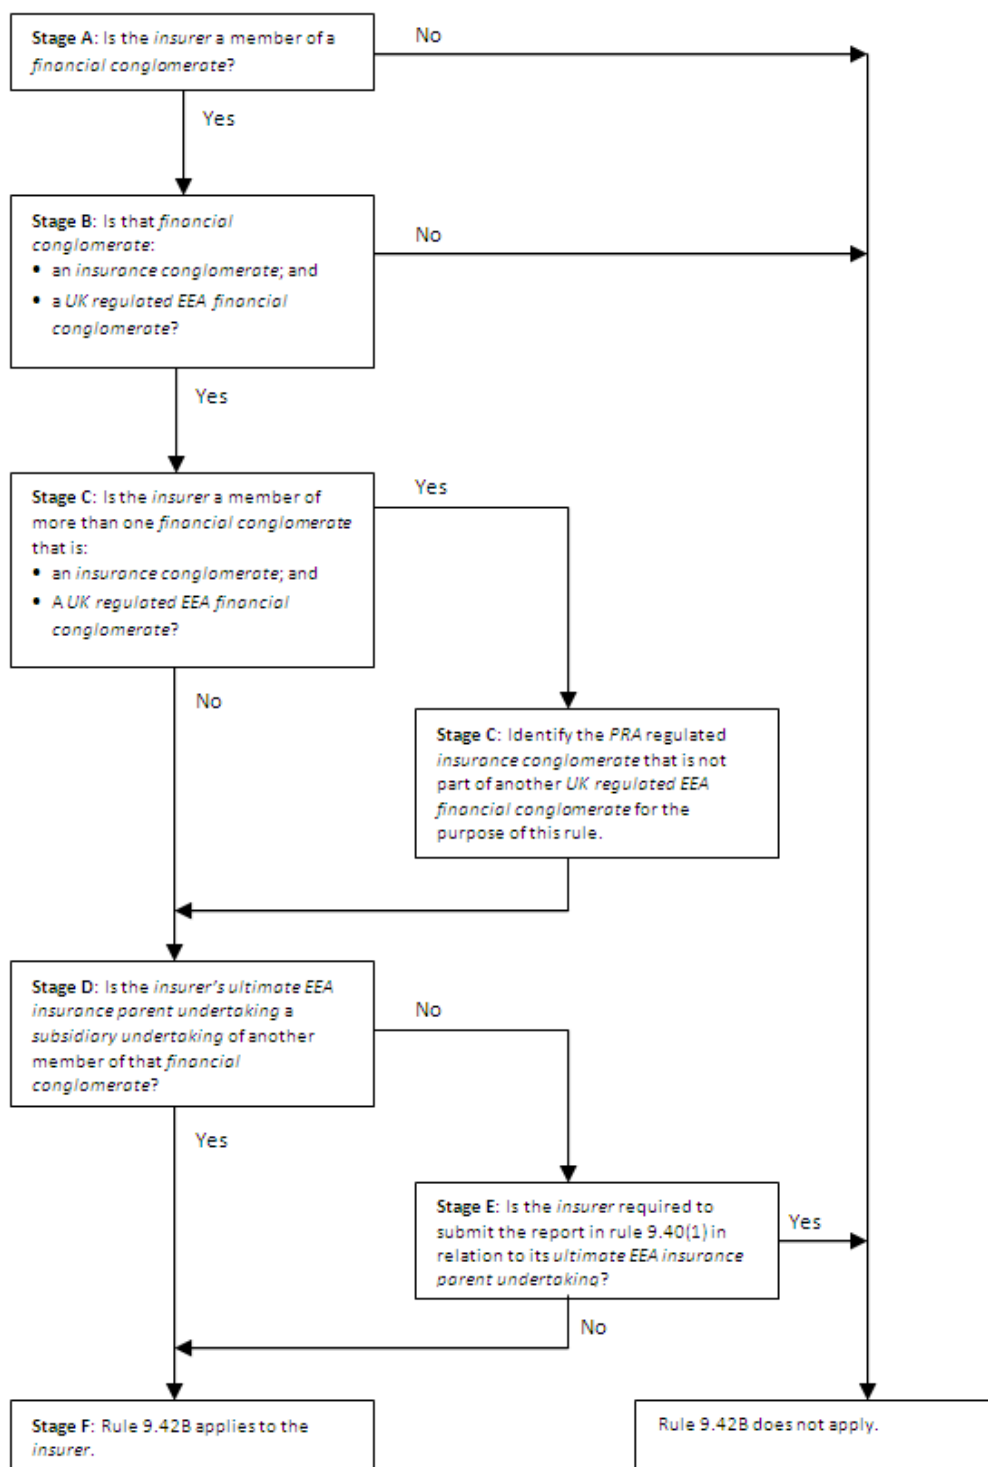 Stage A: Is the insurer a member of a
financial conglomerate?
No
Yes
Stage B: Is that financial
conglomerate:
• an insurance conglomerate; and
• a UK regulated EEA financial
conglomerate?
No
Yes
Stage C: Is the insurer a member of
more than one financial conglomerate
that is:
• an insurance conglomerate; and
• A UK regulated EEA financial
conglomerate?
Yes
No
Stage C: Identify the PRA regulated
insurance conglomerate that is not
part of another UK regulated EEA
financial conglomerate for the
purpose of this rule.
Stage D: Is the insurer's ultimate EEA
insurance parent undertaking a
subsidiary undertaking of another
member of that financial
conglomerate?
No
Yes
Stage E: Is the insurer required to
submit the report in rule 9.40(1) in
relation to its ultimate EEA insurance
parent undertaking?
Yes
No
Stage F: Rule 9.42B applies to the
insurer.
Rule 9.42B does not apply.